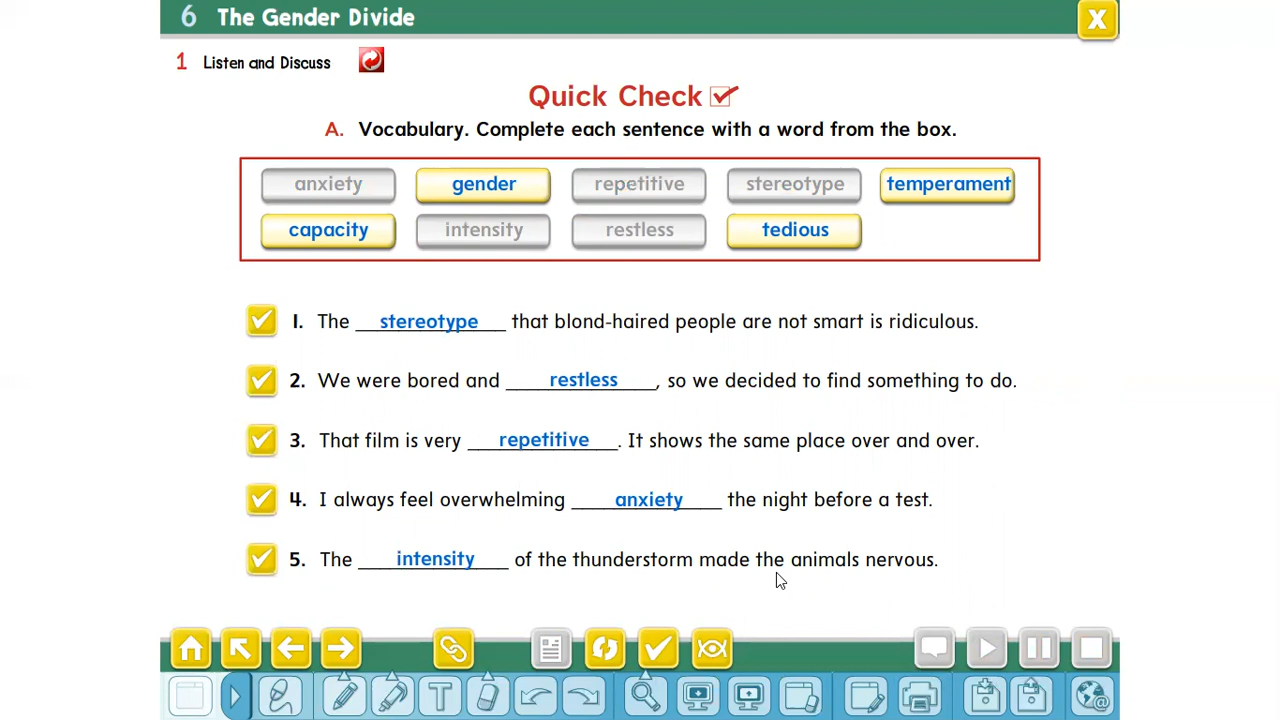 6 The Gender Divide
X
1 Listen and Discuss
Quick Check
A. Vocabulary. Complete each sentence with a word from the box.
anxiety gender repetitive stereotype temperament
capacity intensity restless tedious
1. The stereotype that blond-haired people are not smart is ridiculous.
2. We were bored and restless, so we decided to find something to do.
3. That film is very repetitive. It shows the same place over and over.
4. I always feel overwhelming anxiety the night before a test.
5. The intensity of the thunderstorm made the animals nervous.
T
@